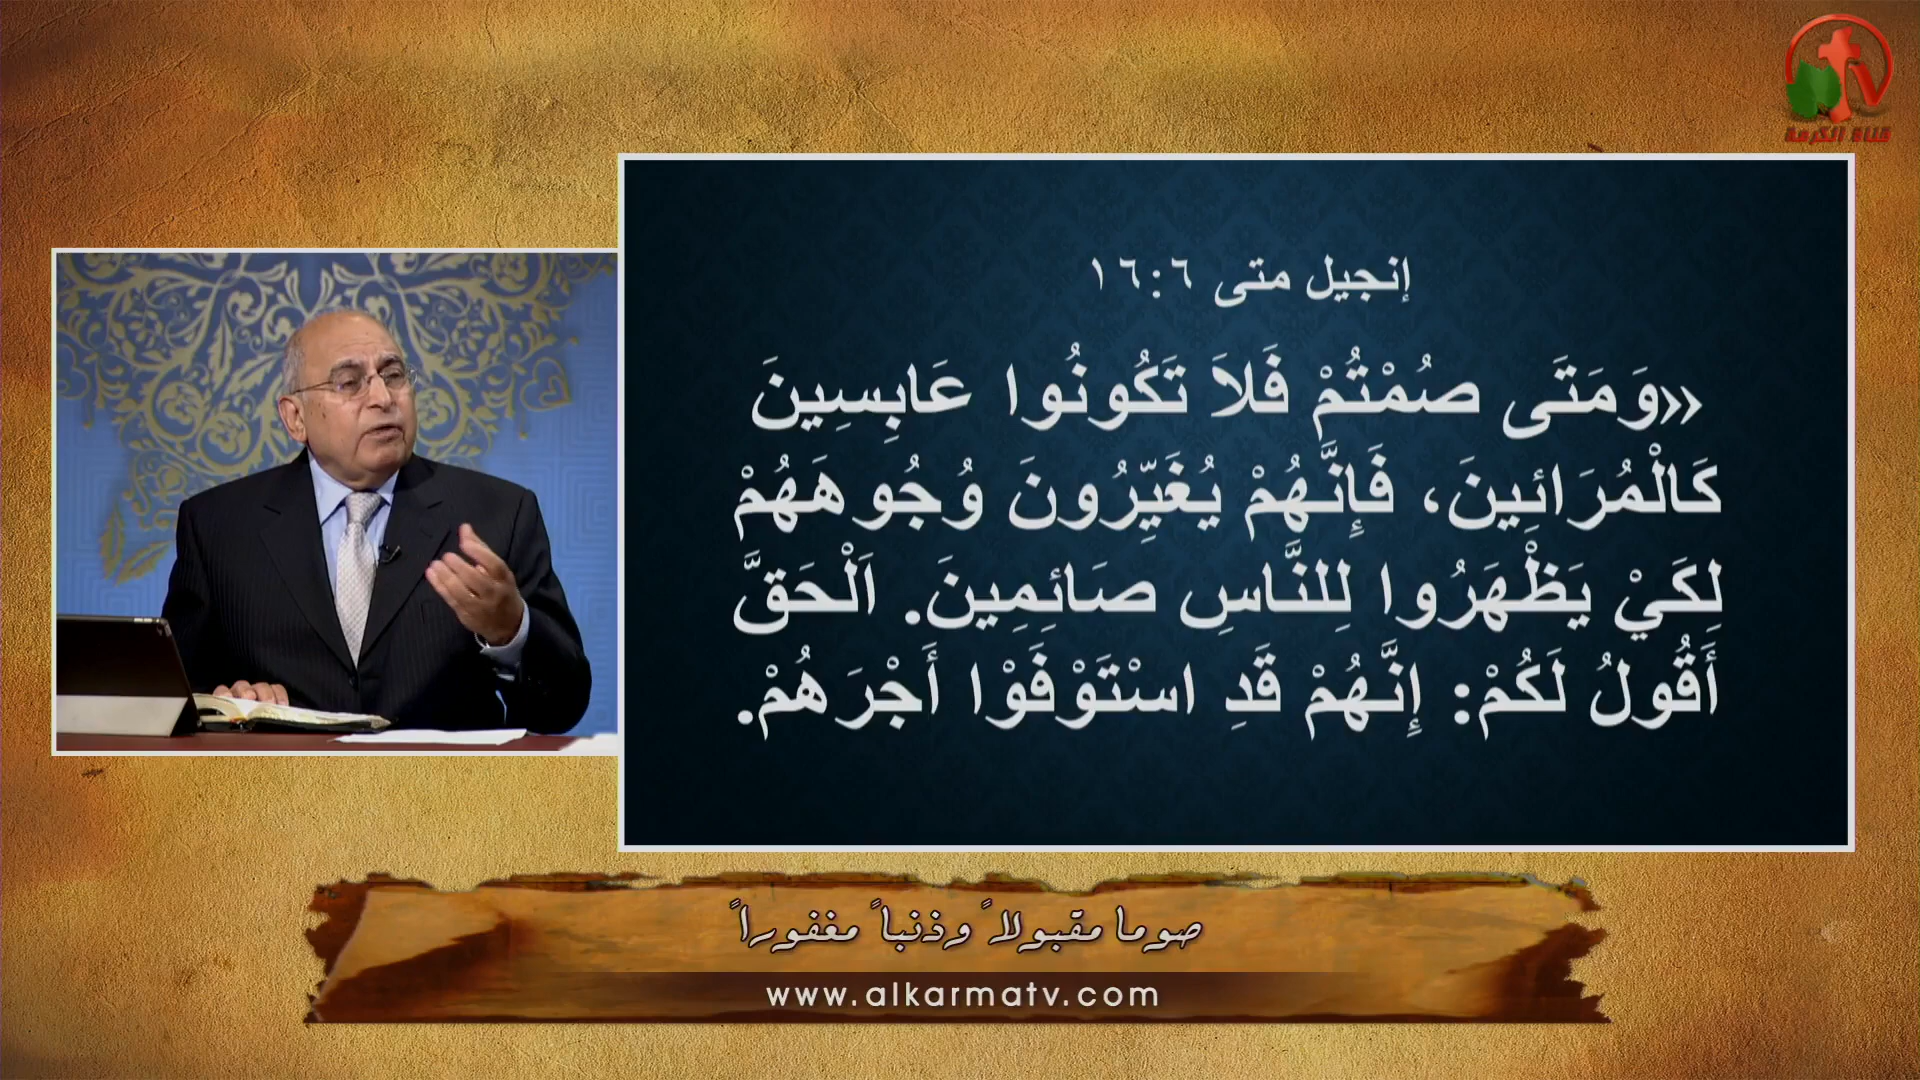 قناة الكرمة
إنجيل متى ١٦:٦
«وَمَتَى صُمْتُمْ فَلاَ تَكُونُوا عَابِسِينَ
كَالْمُرَائِينَ، فَإِنَّهُمْ يُغَيِّرُونَ وُجُوهَهُمْ
لِكَيْ يَظْهَرُوا لِلنَّاسِ صَائِمِينَ. اَلْحَقَّ
أَقُولُ لَكُمْ: إِنَّهُمْ قَدِ اسْتَوْفَوْا أَجْرَهُمْ.
صوما مقبولاً وذنباً مغفوراً
www.alkarmatv.com